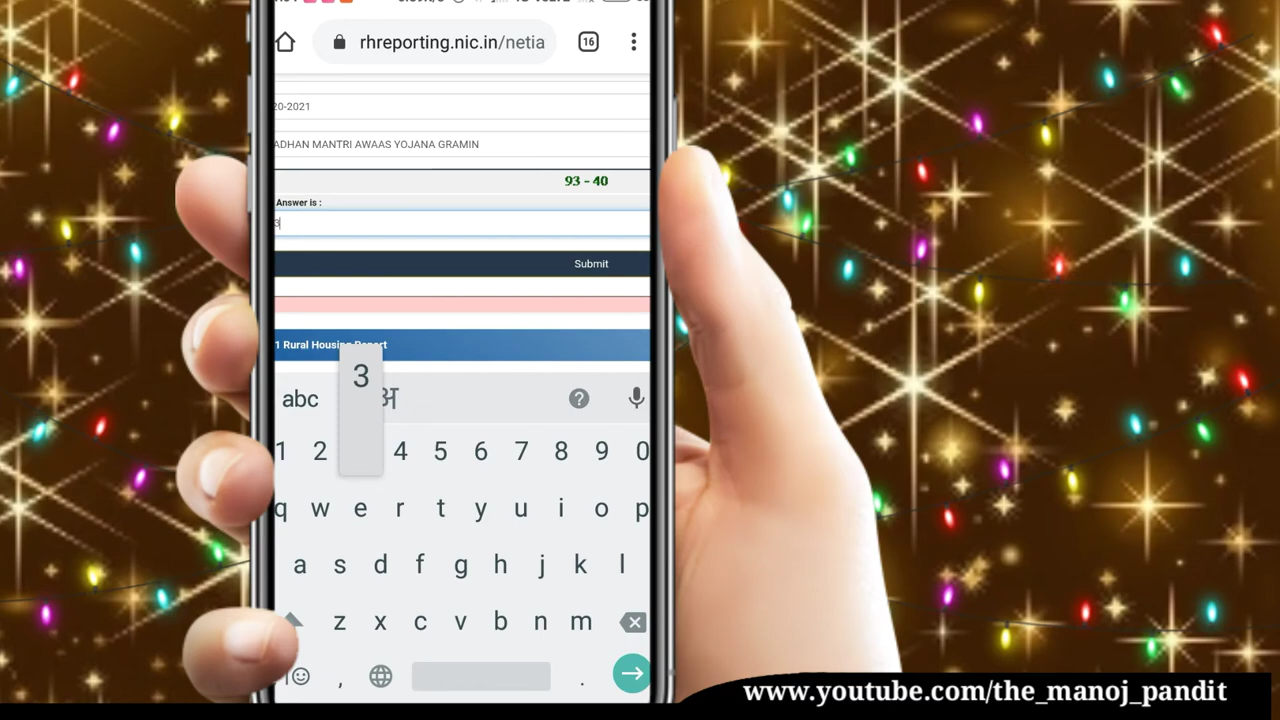 rhreporting.nic.in/netia
16
20-2021
ADHAN MANTRI AWAAS YOJANA GRAMIN
93 - 40
Answer is :
3
Submit
1 Rural Housing Report
3
abc
1 2 4 5 6 7 8 9 0
q w e r t y u i o p
a s d f g h j k l
z x c v b n m
, .
www.youtube.com/the_manoj_pandit